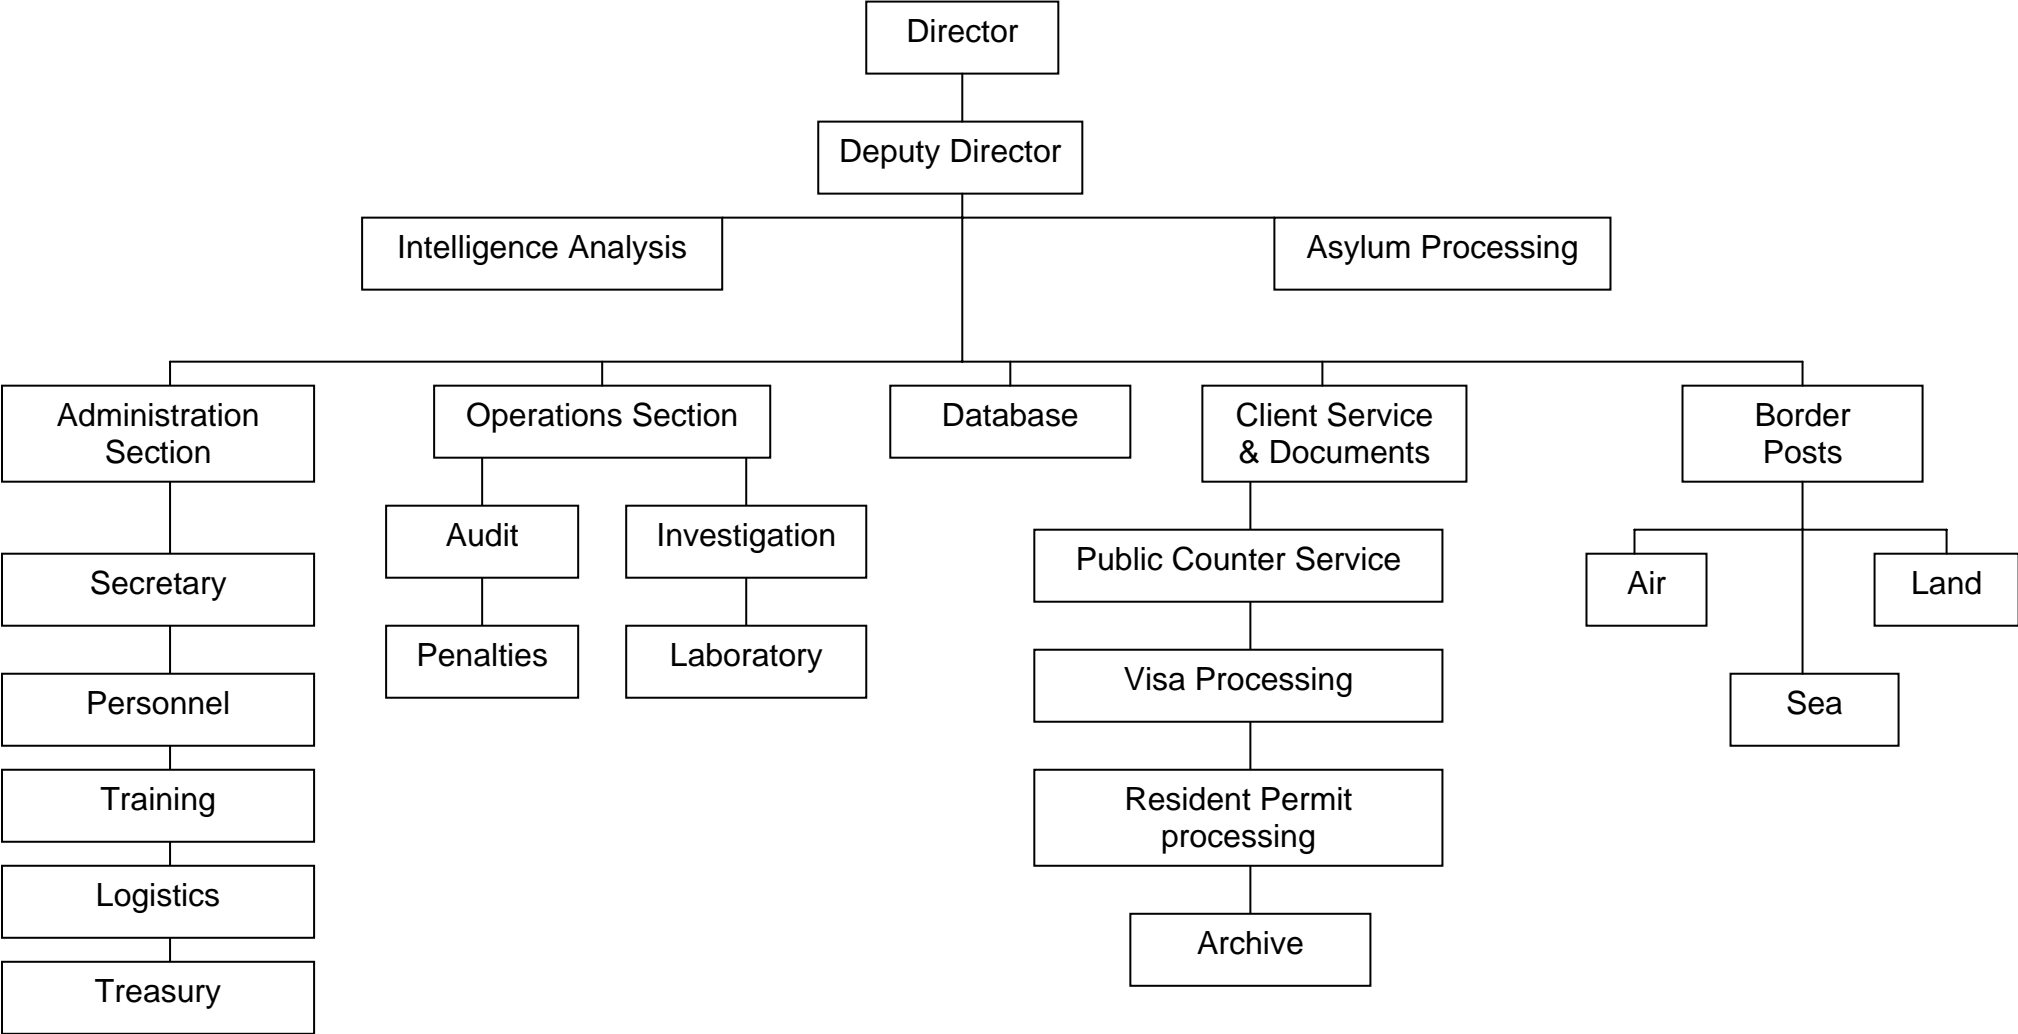 Director
Deputy Director
Intelligence Analysis
Asylum Processing
Administration
Section
Operations Section
Database
Client Service
& Documents
Border
Posts
Secretary
Personnel
Training
Logistics
Treasury
Audit
Penalties
Investigation
Laboratory
Public Counter Service
Visa Processing
Resident Permit
processing
Archive
Air
Land
Sea